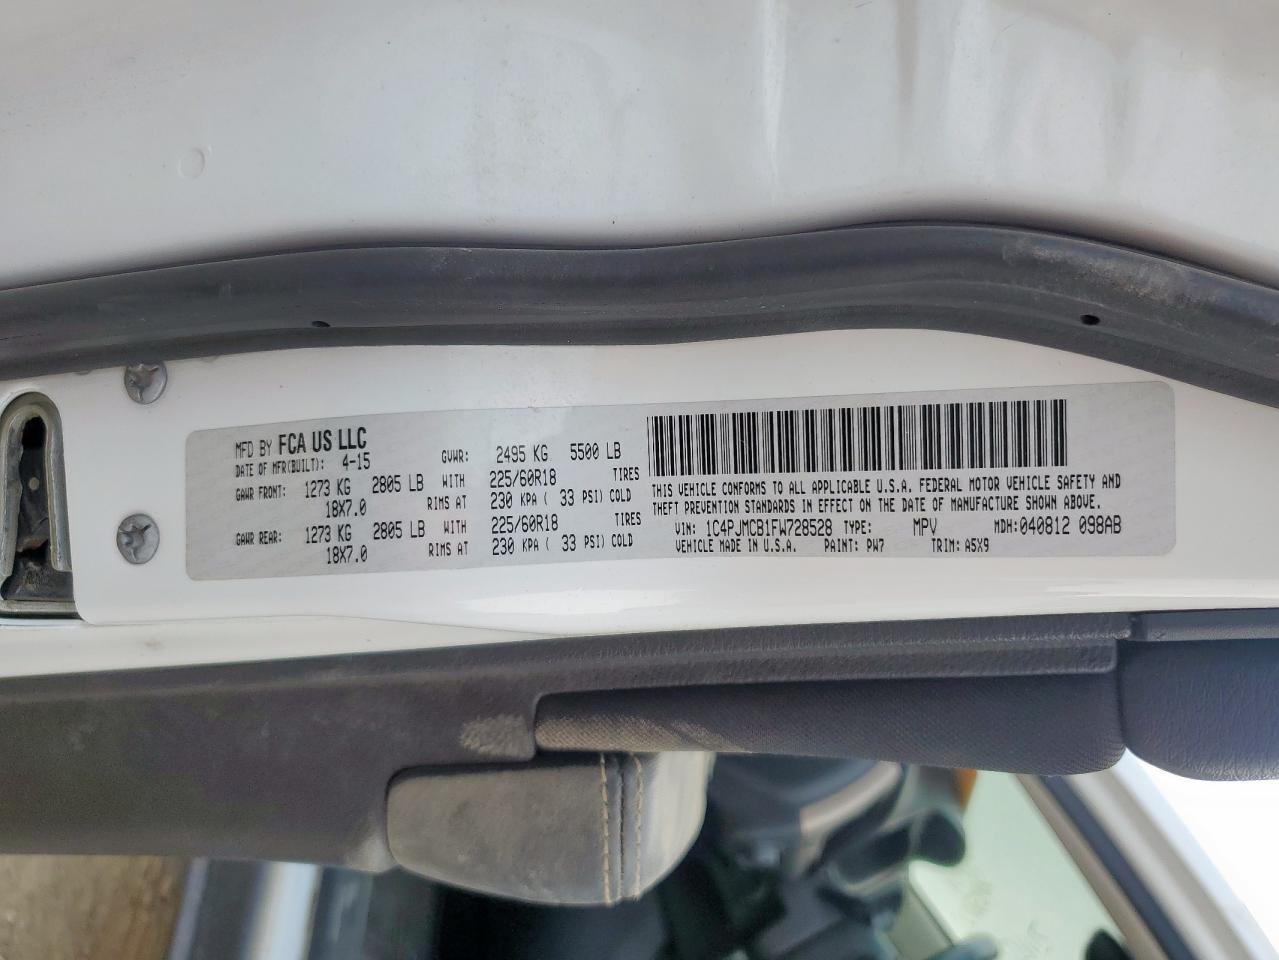 MFD BY FCA US LLC
DATE OF MFR(BUILT): 4-15
GVWR: 2495 KG 5500 LB
GAWR FRONT: 1273 KG 2805 LB WITH 225/60R18 TIRES
18X7.0 RIMS AT 230 KPA ( 33 PSI) COLD
GAWR REAR: 1273 KG 2805 LB WITH 225/60R18 TIRES
18X7.0 RIMS AT 230 KPA ( 33 PSI) COLD
THIS VEHICLE CONFORMS TO ALL APPLICABLE U.S.A. FEDERAL MOTOR VEHICLE SAFETY AND
THEFT PREVENTION STANDARDS IN EFFECT ON THE DATE OF MANUFACTURE SHOWN ABOVE.
VIN: 1C4PJMCB1FW728528 TYPE: MPV MDH:040812 098AB
VEHICLE MADE IN U.S.A. PAINT: PW7 TRIM: A5X9